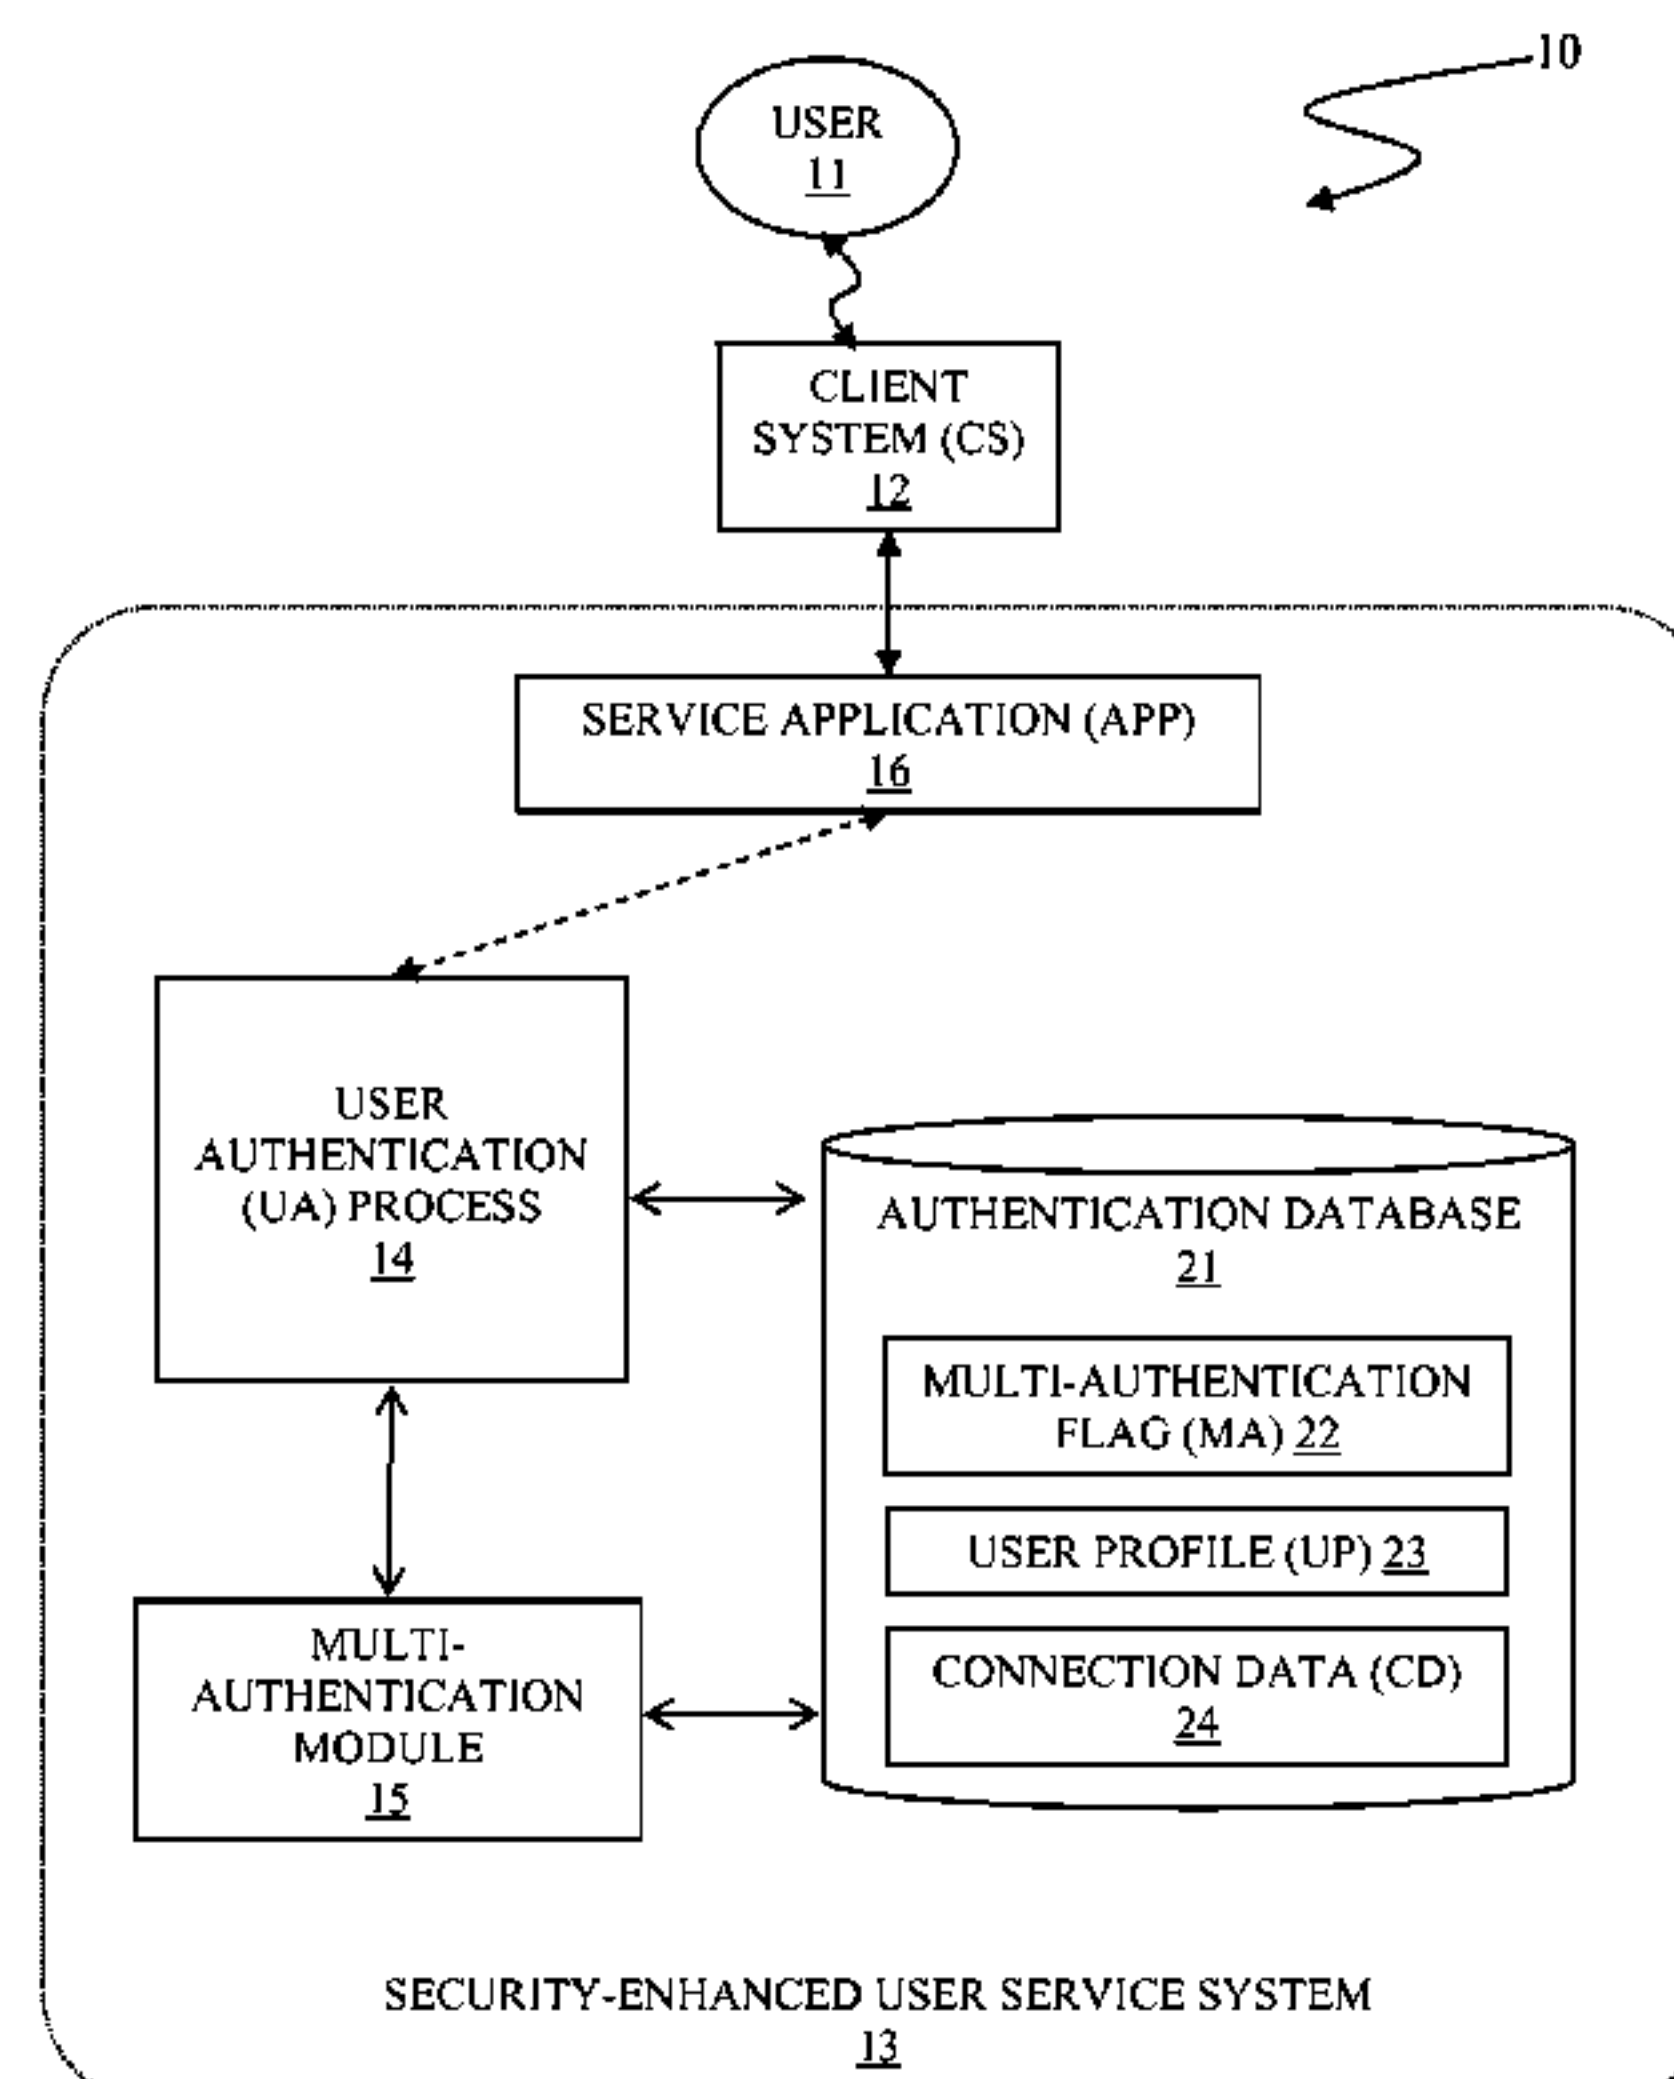 10
USER
11
CLIENT
SYSTEM (CS)
12
SERVICE APPLICATION (APP)
16
USER
AUTHENTICATION
(UA) PROCESS
14
AUTHENTICATION DATABASE
21
MULTI-AUTHENTICATION
FLAG (MA) 22
USER PROFILE (UP) 23
CONNECTION DATA (CD)
24
MULTI-
AUTHENTICATION
MODULE
15
SECURITY-ENHANCED USER SERVICE SYSTEM
13